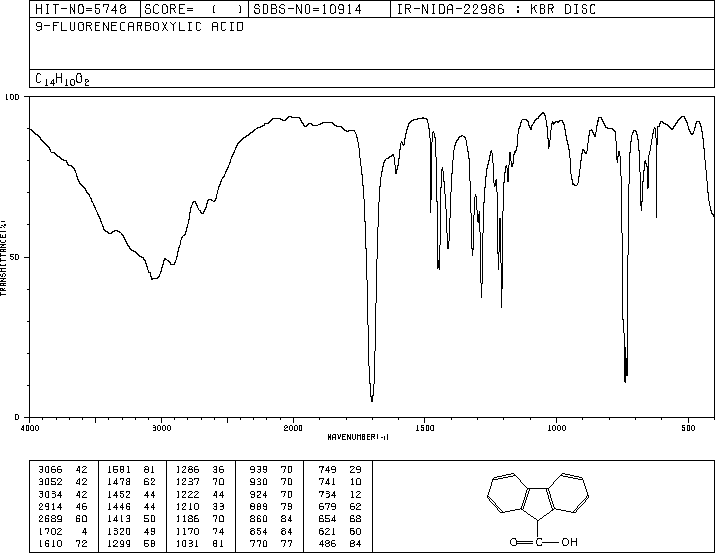 HIT-NO=5748 SCORE= ( ) SDBS-NO=10914 IR-NIDA-22986 : KBR DISC
9-FLUORENECARBOXYLIC ACID
C14H10O2
100
50
0
TRANSMITTANCE(%)
4000 3000 2000 1500 1000 500
WAVENUMBER(-1)
3066 42 1581 81 1286 36 939 70 749 29
3052 42 1478 62 1237 70 930 70 741 10
3034 42 1452 44 1222 44 924 70 734 12
2914 46 1446 44 1210 33 889 79 679 62
2689 60 1413 50 1186 70 860 84 654 68
1702 4 1320 49 1170 74 854 84 621 60
1610 72 1299 58 1031 81 770 77 486 84
O=C-OH